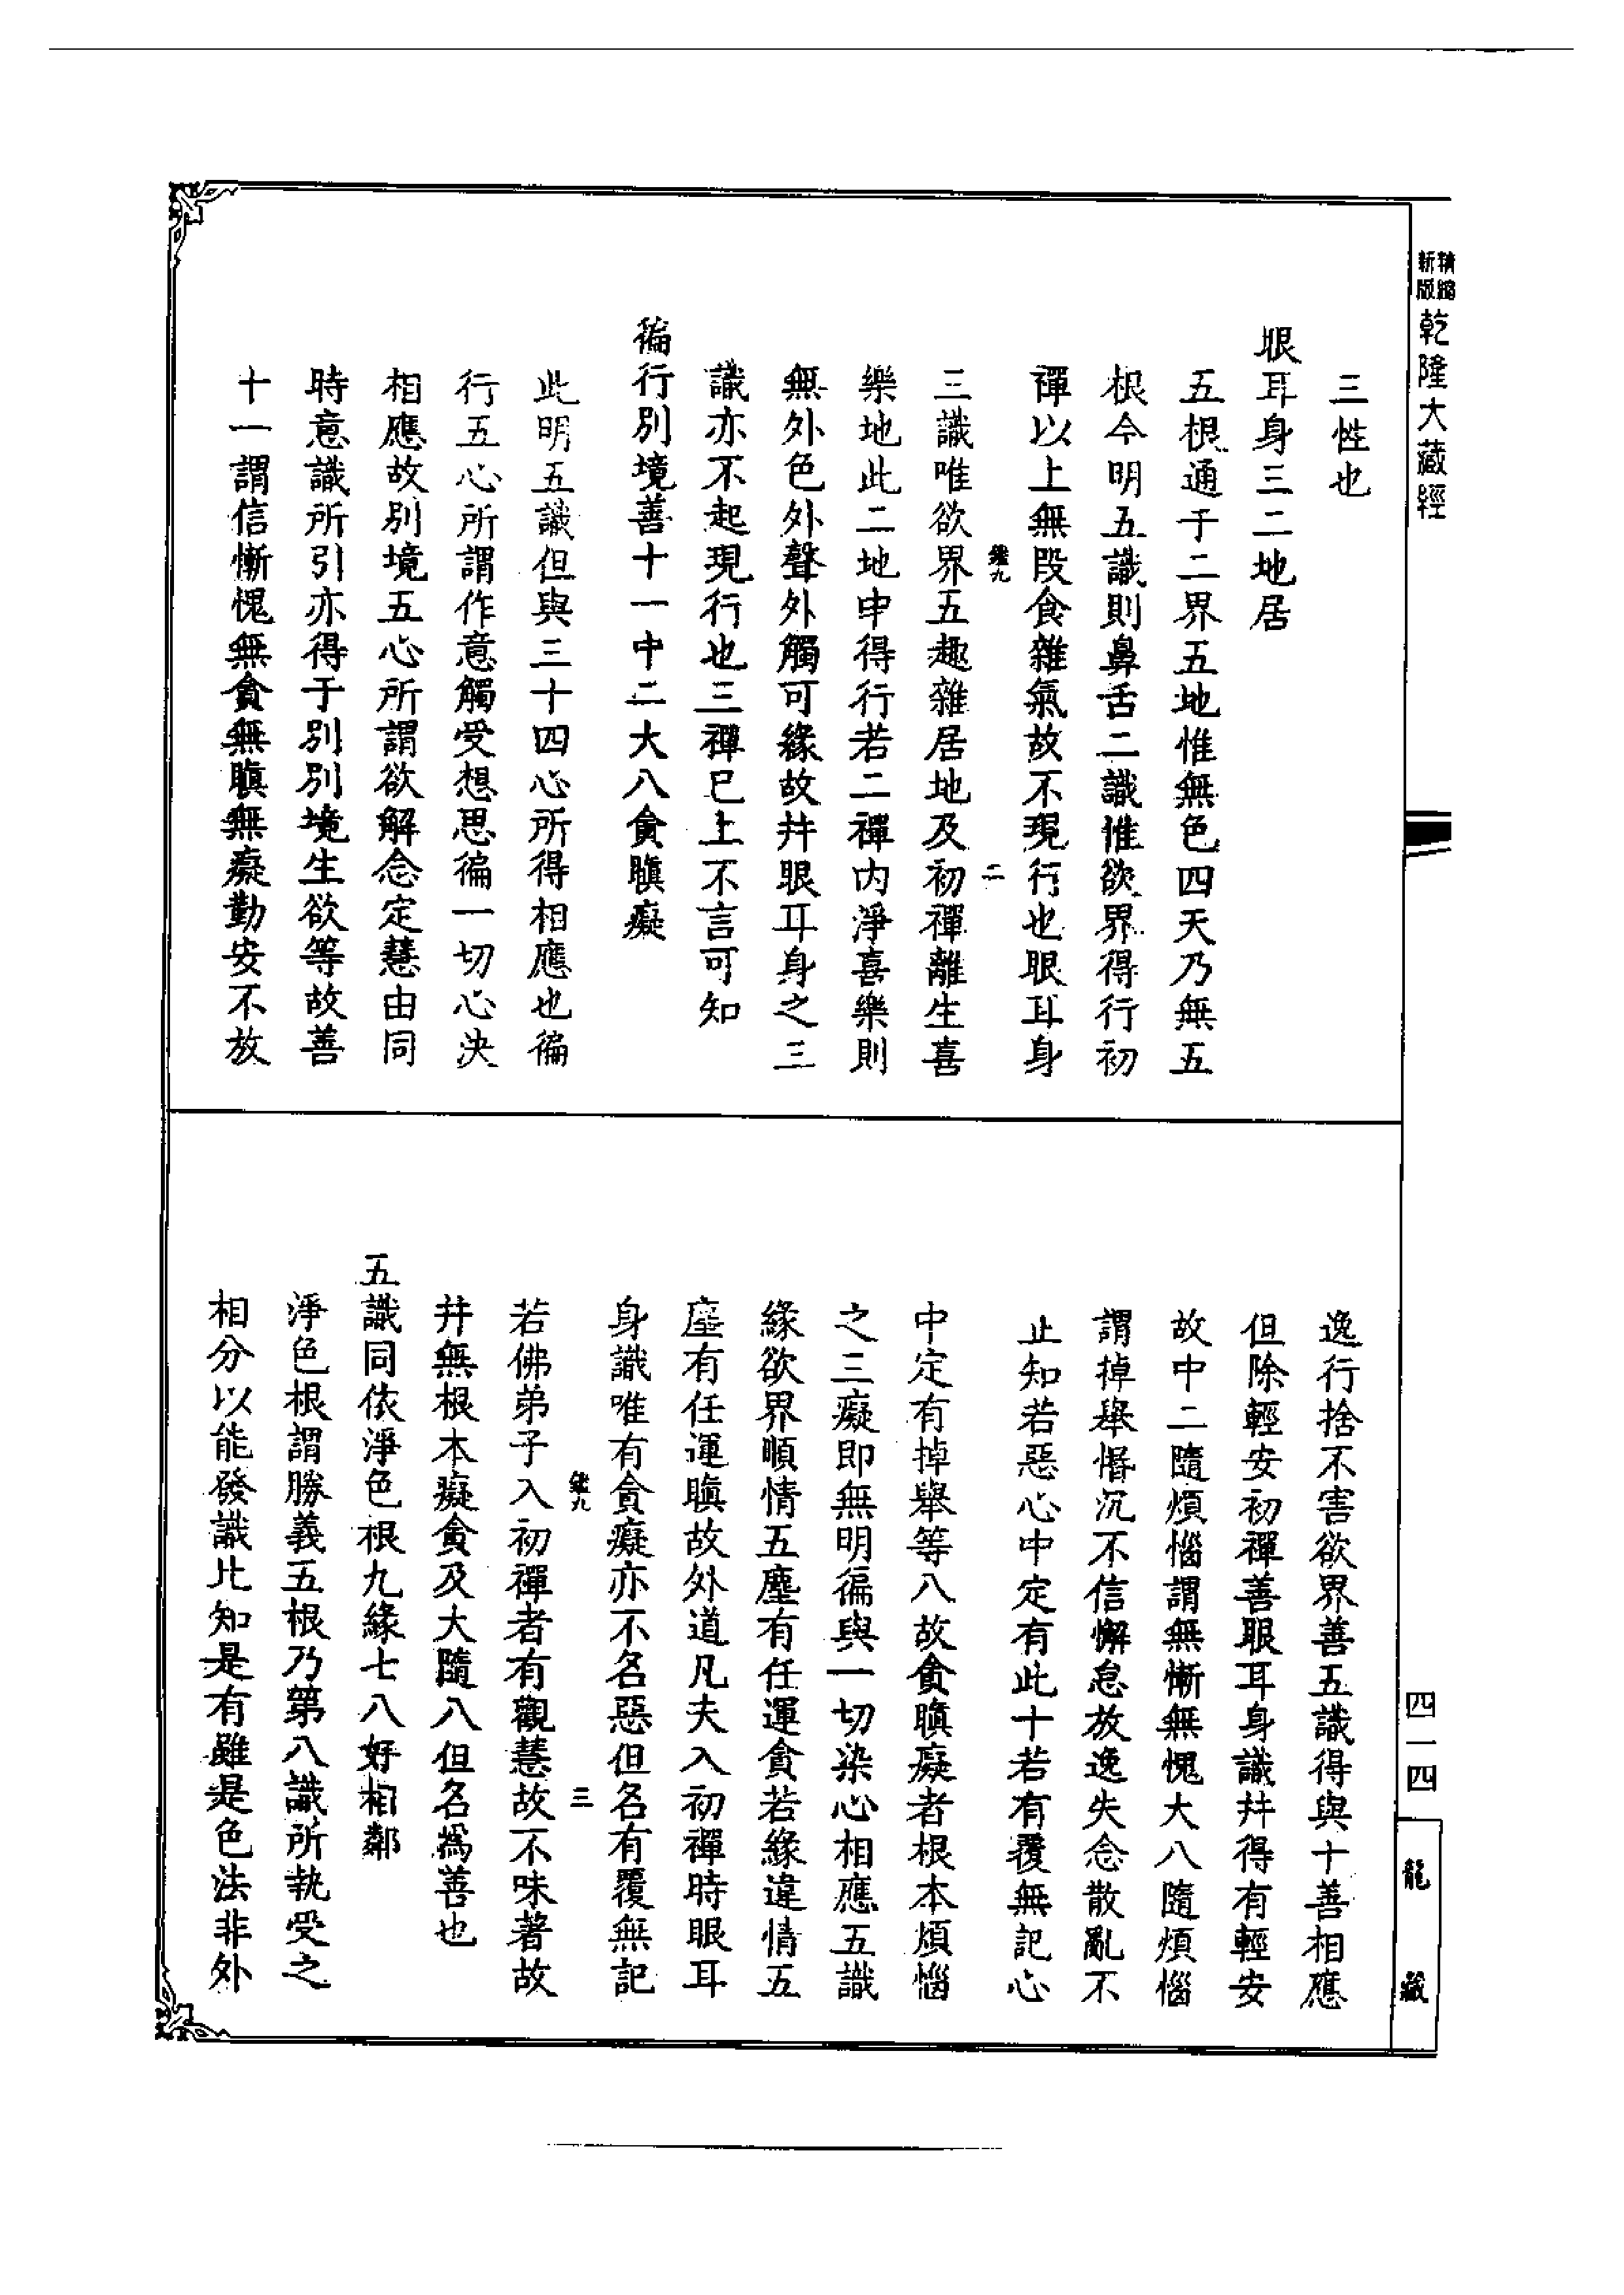 精縮
新版
乾隆大藏經
三性也
眼耳身三二地居
五根通于二界五地惟無色四天乃無五
根今明五識則鼻舌二識惟欲界得行初
禪以上無段食雜氣故不現行也眼耳身
二
三識唯欲界五趣雜居地及初禪離生喜
樂地此二地中得行若二禪内淨喜樂則
無外色外聲外觸可緣故幷眼耳身之三
識亦不起現行也三禪已上不言可知
徧行別境善十一中二大八貪瞋癡
此明五識但與三十四心所得相應也徧
行五心所謂作意觸受想思徧一切心決
相應故別境五心所謂欲解念定慧由同
時意識所引亦得于別別境生欲等故善
十一謂信慚愧無貪無瞋無癡勤安不放
逸行捨不害欲界善五識得與十善相應
但除輕安初禪善眼耳身識幷得有輕安
故中二隨煩惱謂無慚無愧大八隨煩惱
謂掉舉惛沉不信懈怠放逸失念散亂不
止知若惡心中定有此十若有覆無記心
中定有掉舉等八故貪瞋癡者根本煩惱
之三癡即無明徧與一切染心相應五識
緣欲界順情五塵有任運貪若緣違情五
塵有任運瞋故外道凡夫入初禪時眼耳
身識唯有貪癡亦不名惡但名有覆無記
三
若佛弟子入初禪者有觀慧故不味著故
幷無根本癡貪及大隨八但名爲善也
五識同依淨色根九緣七八好相鄰
淨色根謂勝義五根乃第八識所執受之
相分以能發識比知是有雖是色法非外
四一四
龍藏